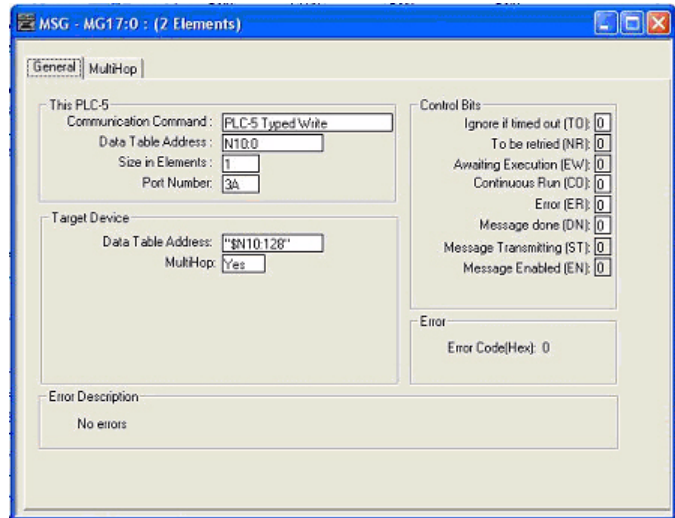 MSG - MG17:0 : (2 Elements)
General MultiHop
This PLC-5
Communication Command : PLC-5 Typed Write
Data Table Address : N10:0
Size in Elements : 1
Port Number: 3A
Target Device
Data Table Address: "$N10:128"
MultiHop: Yes
Control Bits
Ignore if timed out (TO): 0
To be retried (NR): 0
Awaiting Execution (EW): 0
Continuous Run (CO): 0
Error (ER): 0
Message done (DN): 0
Message Transmitting (ST): 0
Message Enabled (EN): 0
Error
Error Code(Hex): 0
Error Description
No errors